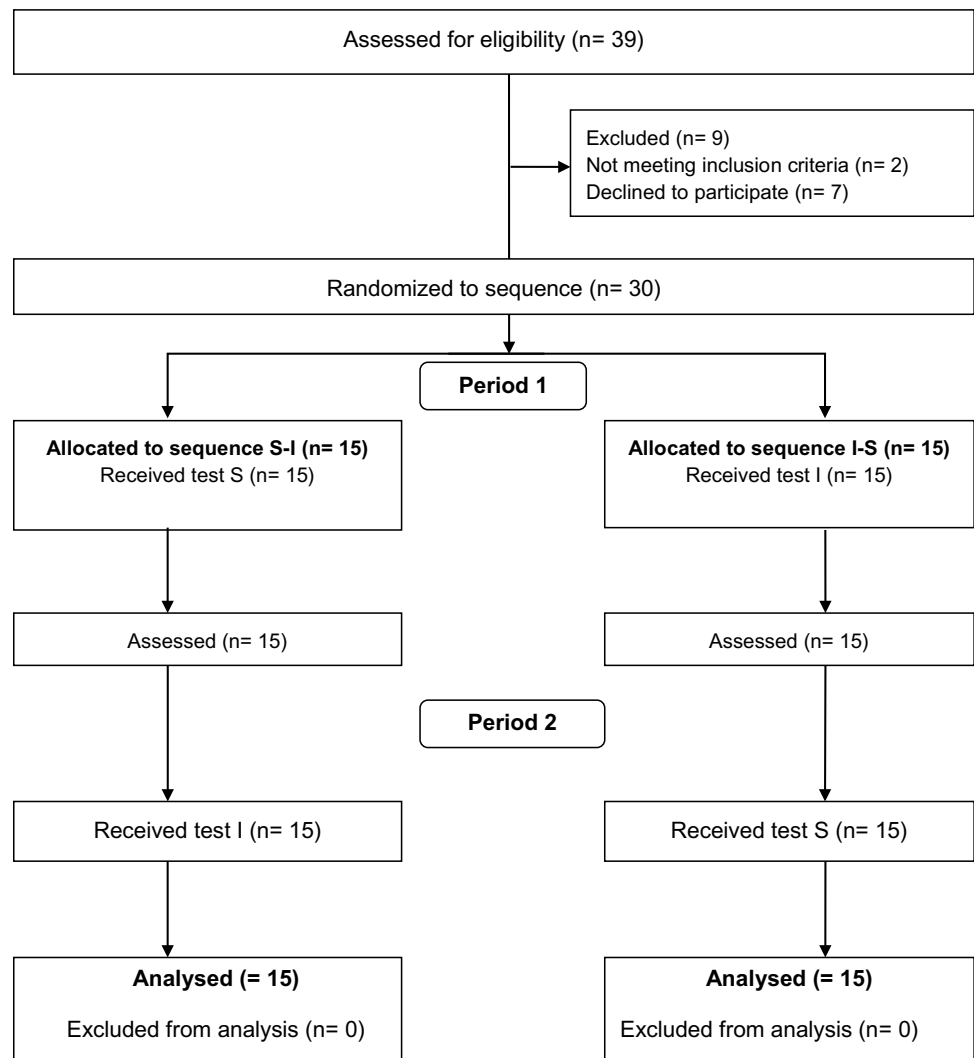 Assessed for eligibility (n= 39)
Excluded (n= 9)
Not meeting inclusion criteria (n= 2)
Declined to participate (n= 7)
Randomized to sequence (n= 30)
Period 1
Allocated to sequence S-I (n= 15)
Received test S (n= 15)
Allocated to sequence I-S (n= 15)
Received test I (n= 15)
Assessed (n= 15)
Assessed (n= 15)
Period 2
Received test I (n= 15)
Received test S (n= 15)
Analysed (= 15)
Excluded from analysis (n= 0)
Analysed (= 15)
Excluded from analysis (n= 0)